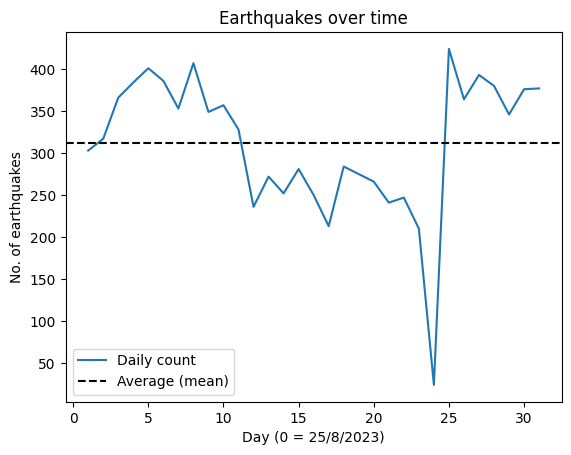 Earthquakes over time
No. of earthquakes
400
350
300
250
200
150
100
50
Daily count
Average (mean)
0 5 10 15 20 25 30
Day (0 = 25/8/2023)